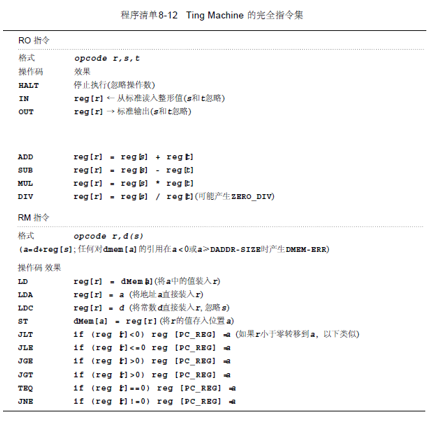 程序清单8-12 Ting Machine 的完全指令集
RO 指令
格式 opcode r,s,t
操作码 效果
HALT 停止执行(忽略操作数)
IN reg[r] ← 从标准读入整形值(s和t忽略)
OUT reg[r] → 标准输出(s和t忽略)
ADD reg[r] = reg[s] + reg[t]
SUB reg[r] = reg[s] - reg[t]
MUL reg[r] = reg[s] * reg[t]
DIV reg[r] = reg[s] / reg[t](可能产生ZERO_DIV)
RM 指令
格式 opcode r,d(s)
(a=d+reg[s];任何对dmem[a]的引用在a<0或a≥DADDR-SIZE时产生DMEM-ERR)
操作码 效果
LD reg[r] = dMem[a](将a中的值装入r)
LDA reg[r] = a (将地址a直接装入r)
LDC reg[r] = d (将常数d直接装入r,忽略s)
ST dMem[a] = reg[r](将r的值存入位置a)
JLT if (reg [r]<0) reg [PC_REG] =a (如果r小于零转移到a, 以下类似)
JLE if (reg [r]<=0 reg [PC_REG] =a
JGE if (reg [r]>0) reg [PC_REG] =a
JGT if (reg [r]>0) reg [PC_REG] =a
TEQ if (reg [r]==0) reg [PC_REG] =a
JNE if (reg [r]!=0) reg [PC_REG] =a